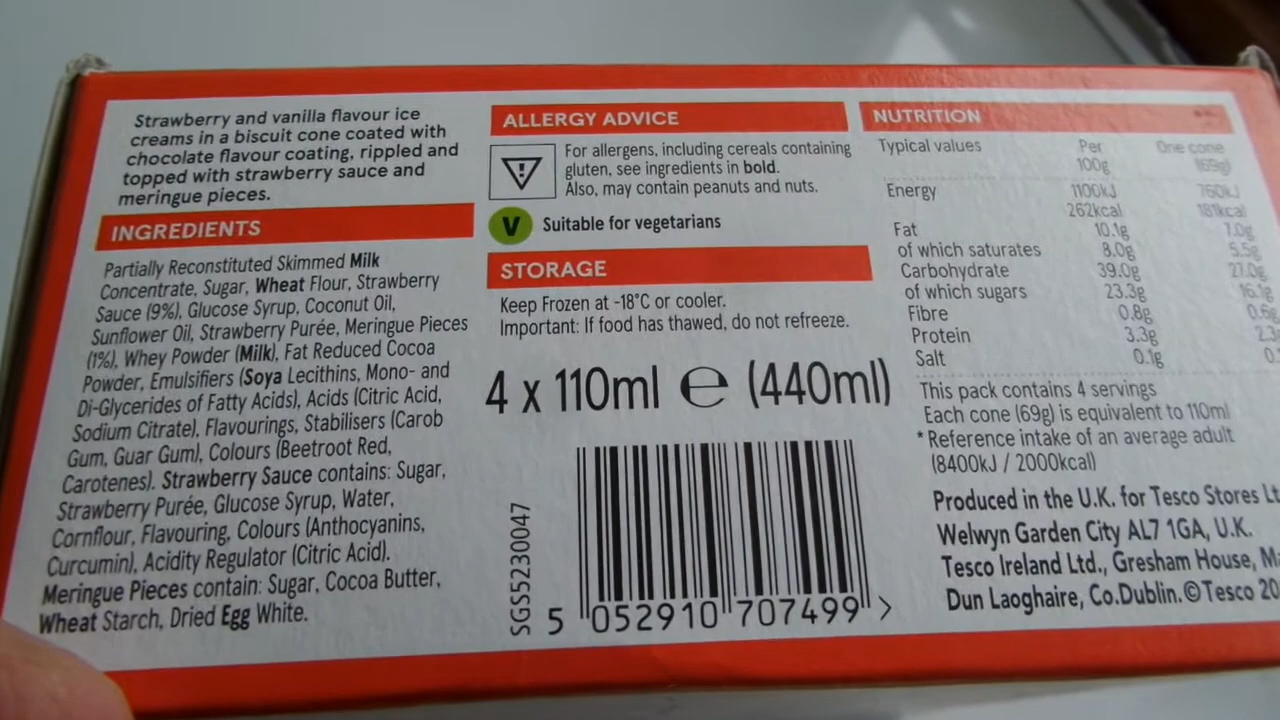 Strawberry and vanilla flavour ice
creams in a biscuit cone coated with
chocolate flavour coating, rippled and
topped with strawberry sauce and
meringue pieces.
INGREDIENTS
Partially Reconstituted Skimmed Milk
Concentrate, Sugar, Wheat Flour, Strawberry
Sauce (9%), Glucose Syrup, Coconut Oil,
Sunflower Oil, Strawberry Purée, Meringue Pieces
(1%), Whey Powder (Milk), Fat Reduced Cocoa
Powder, Emulsifiers (Soya Lecithins, Mono- and
Di-Glycerides of Fatty Acids), Acids (Citric Acid,
Sodium Citrate), Flavourings, Stabilisers (Carob
Gum, Guar Gum), Colours (Beetroot Red,
Carotenes). Strawberry Sauce contains: Sugar,
Strawberry Purée, Glucose Syrup, Water,
Cornflour, Flavouring, Colours (Anthocyanins,
Curcumin), Acidity Regulator (Citric Acid).
Meringue Pieces contain: Sugar, Cocoa Butter,
Wheat Starch, Dried Egg White.
ALLERGY ADVICE
For allergens, including cereals containing
gluten, see ingredients in bold.
Also, may contain peanuts and nuts.
V Suitable for vegetarians
STORAGE
Keep Frozen at -18°C or cooler.
Important: If food has thawed, do not refreeze.
4 x 110ml e (440ml)
SGS5230047
5 052910 707499 >
NUTRITION
Typical values Per One cone
100g (69g)
Energy 1100kJ 760kJ
262kcal 181kcal
Fat 10.1g 7.0g
of which saturates 8.0g 5.5g
Carbohydrate 39.0g 27.0g
of which sugars 23.3g 16.1g
Fibre 0.8g 0.6g
Protein 3.3g 2.3
Salt 0.1g 0.
This pack contains 4 servings
Each cone (69g) is equivalent to 110ml
* Reference intake of an average adult
(8400kJ / 2000kcal)
Produced in the U.K. for Tesco Stores Lt
Welwyn Garden City AL7 1GA, U.K.
Tesco Ireland Ltd., Gresham House, Ma
Dun Laoghaire, Co.Dublin. © Tesco 20